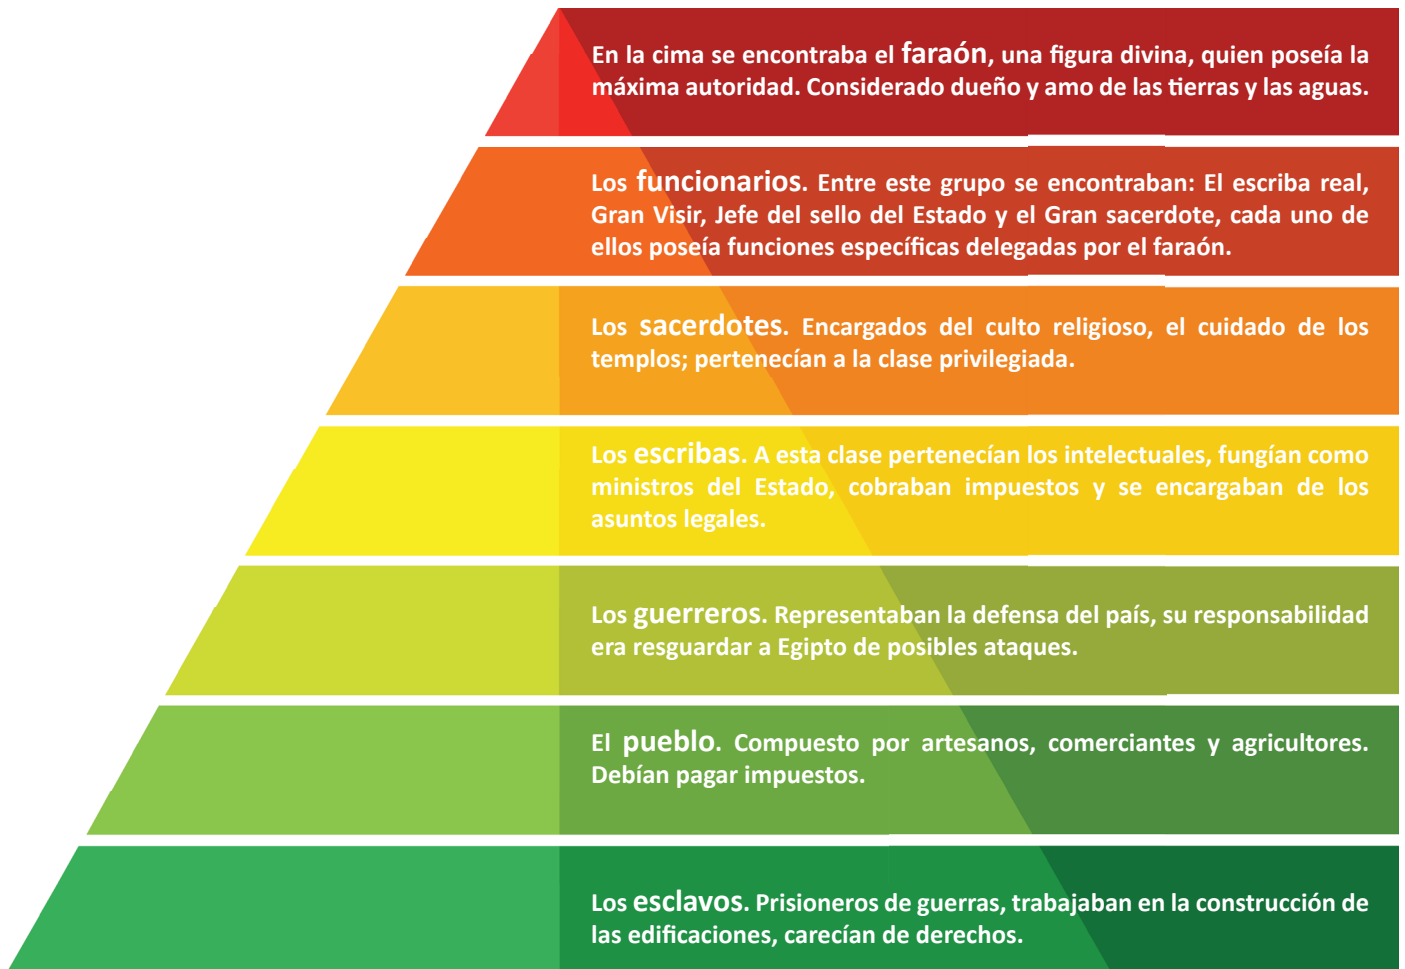 En la cima se encontraba el faraón, una figura divina, quien poseía la
máxima autoridad. Considerado dueño y amo de las tierras y las aguas.
Los funcionarios. Entre este grupo se encontraban: El escriba real,
Gran Visir, Jefe del sello del Estado y el Gran sacerdote, cada uno de
ellos poseía funciones específicas delegadas por el faraón.
Los sacerdotes. Encargados del culto religioso, el cuidado de los
templos; pertenecían a la clase privilegiada.
Los escribas. A esta clase pertenecían los intelectuales, fungían como
ministros del Estado, cobraban impuestos y se encargaban de los
asuntos legales.
Los guerreros. Representaban la defensa del país, su responsabilidad
era resguardar a Egipto de posibles ataques.
El pueblo. Compuesto por artesanos, comerciantes y agricultores.
Debían pagar impuestos.
Los esclavos. Prisioneros de guerras, trabajaban en la construcción de
las edificaciones, carecían de derechos.